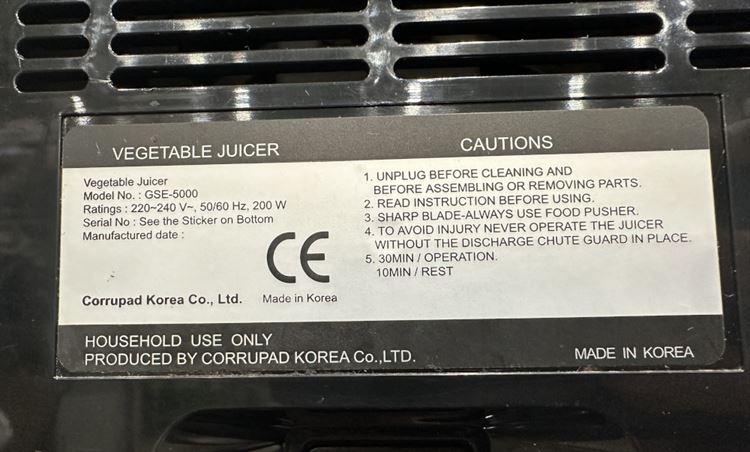 VEGETABLE JUICER
Vegetable Juicer
Model No. : GSE-5000
Ratings : 220~240 V~, 50/60 Hz, 200 W
Serial No : See the Sticker on Bottom
Manufactured date :
CE
Corrupad Korea Co., Ltd.
Made in Korea
CAUTIONS
1. UNPLUG BEFORE CLEANING AND
BEFORE ASSEMBLING OR REMOVING PARTS.
2. READ INSTRUCTION BEFORE USING.
3. SHARP BLADE-ALWAYS USE FOOD PUSHER.
4. TO AVOID INJURY NEVER OPERATE THE JUICER
WITHOUT THE DISCHARGE CHUTE GUARD IN PLACE.
5. 30MIN / OPERATION.
10MIN / REST
HOUSEHOLD USE ONLY
PRODUCED BY CORRUPAD KOREA Co.,LTD.
MADE IN KOREA